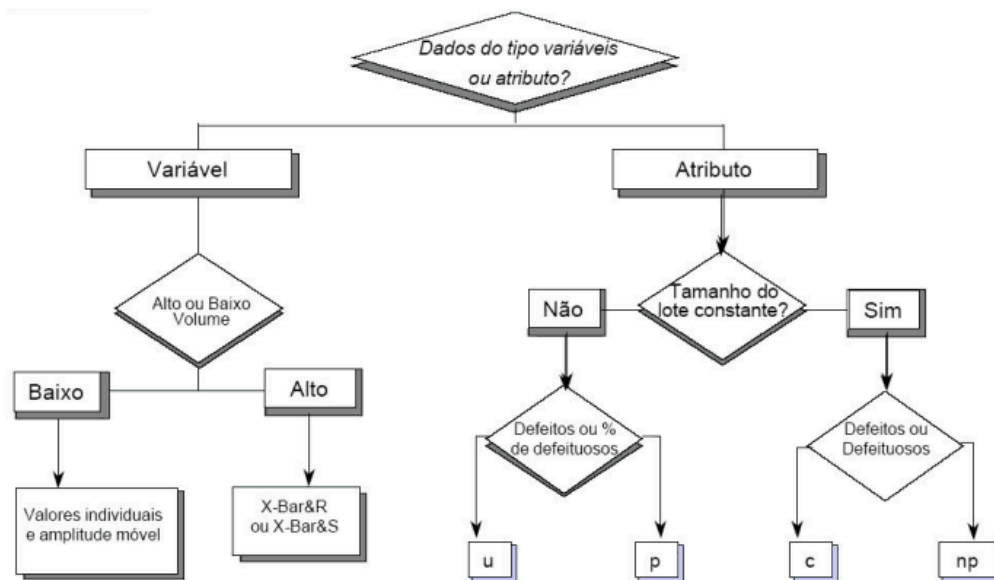 Dados do tipo variáveis
ou atributo?
Variável
Atributo
Alto ou Baixo
Volume
Não
Tamanho do
lote constante?
Sim
Baixo
Alto
Defeitos ou %
de defeituosos
Defeitos ou
Defeituosos
Valores individuais
e amplitude móvel
X-Bar&R
ou X-Bar&S
u
p
c
np